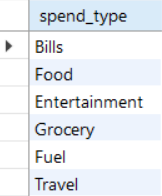 spend_type
Bills
Food
Entertainment
Grocery
Fuel
Travel